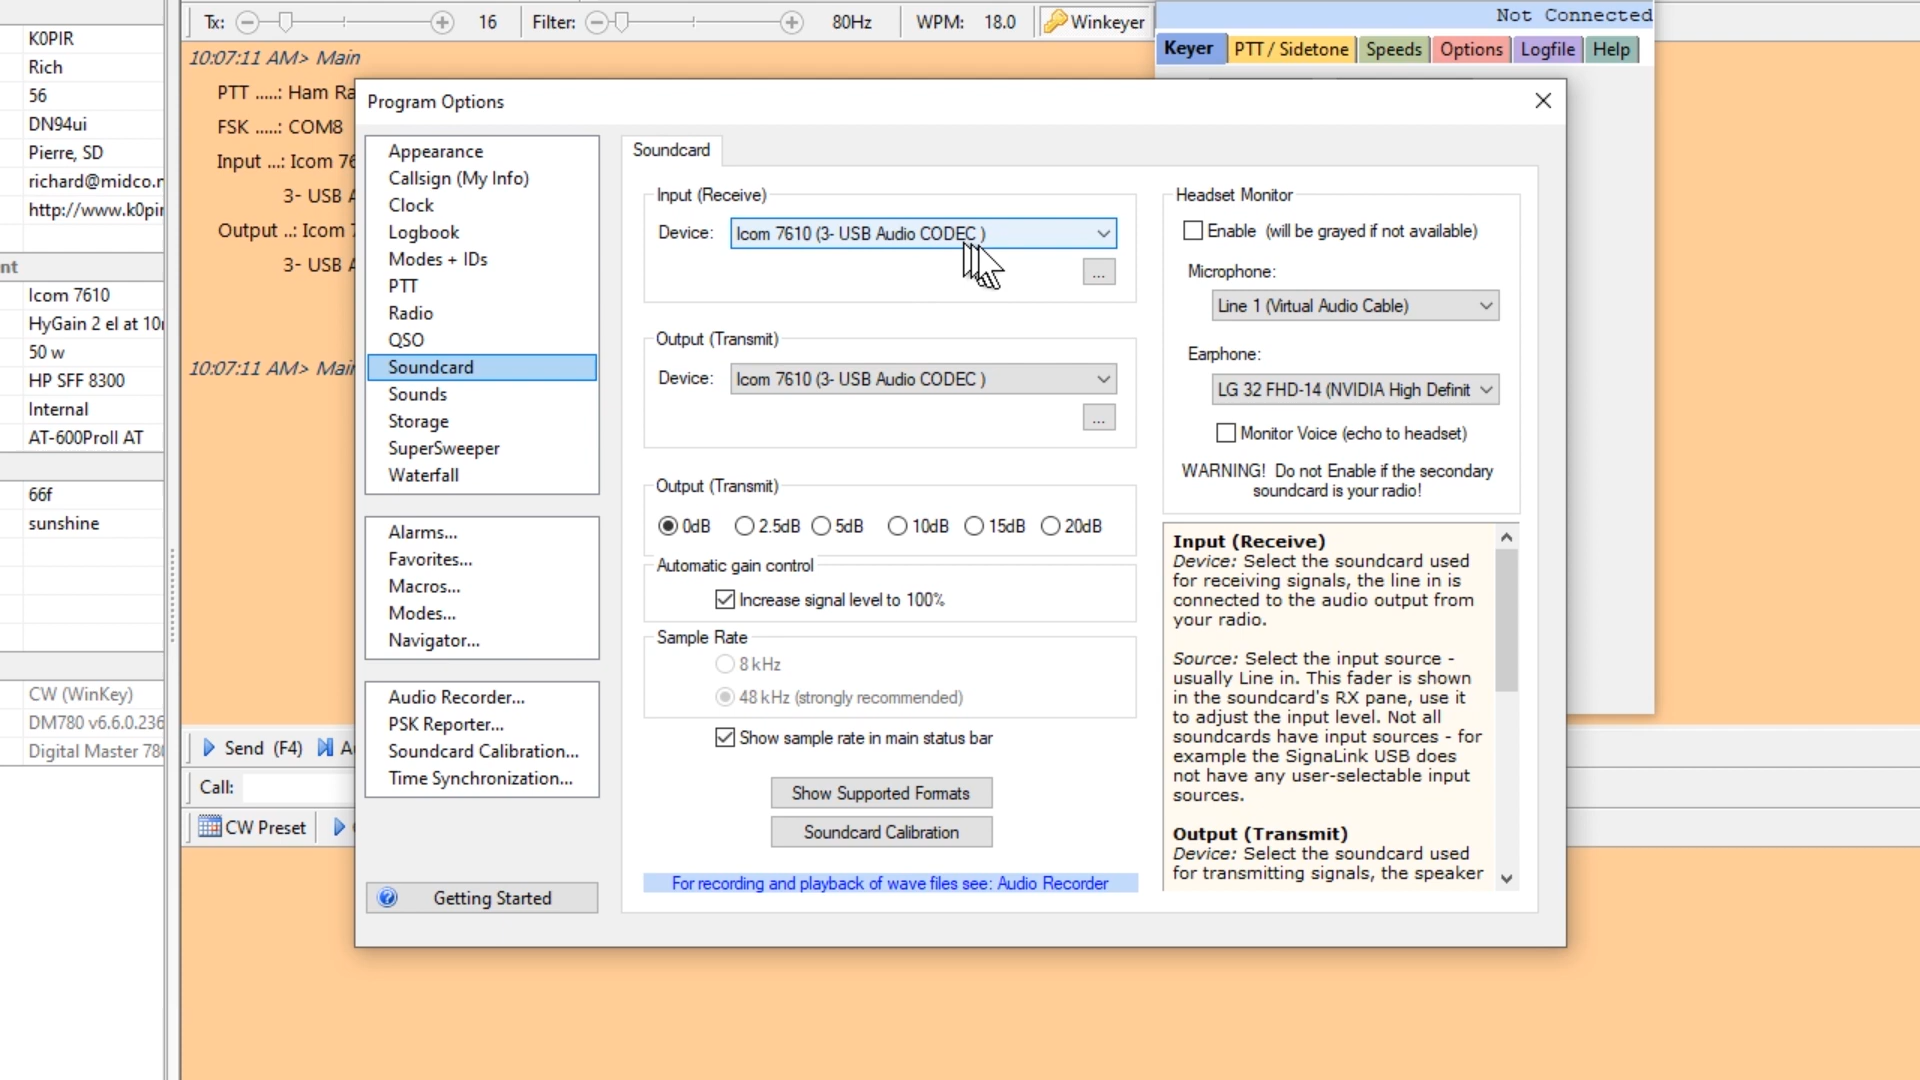 Tx: 16 Filter: 80Hz WPM: 18.0 Winkeyer
Not Connected
Keyer PTT / Sidetone Speeds Options Logfile Help
K0PIR
Rich
56
DN94ui
Pierre, SD
richard@midco.n
http://www.k0pir
nt
Icom 7610
HyGain 2 el at 10
50 w
HP SFF 8300
Internal
AT-600ProII AT
66f
sunshine
CW (WinKey)
DM780 v6.6.0.236
Digital Master 780
10:07:11 AM> Main
PTT .....: Ham Ra
FSK .....: COM8
Input ...: Icom 76
3- USB A
Output ..: Icom 7
3- USB A
10:07:11 AM> Main
Send (F4)
Call:
CW Preset
Program Options
Appearance
Callsign (My Info)
Clock
Logbook
Modes + IDs
PTT
Radio
QSO
Soundcard
Sounds
Storage
SuperSweeper
Waterfall
Alarms...
Favorites...
Macros...
Modes...
Navigator...
Audio Recorder...
PSK Reporter...
Soundcard Calibration...
Time Synchronization...
Getting Started
Soundcard
Input (Receive)
Device: Icom 7610 (3- USB Audio CODEC )
...
Output (Transmit)
Device: Icom 7610 (3- USB Audio CODEC )
...
Output (Transmit)
0dB 2.5dB 5dB 10dB 15dB 20dB
Automatic gain control
Increase signal level to 100%
Sample Rate
8 kHz
48 kHz (strongly recommended)
Show sample rate in main status bar
Show Supported Formats
Soundcard Calibration
For recording and playback of wave files see: Audio Recorder
Headset Monitor
Enable (will be grayed if not available)
Microphone:
Line 1 (Virtual Audio Cable)
Earphone:
LG 32 FHD-14 (NVIDIA High Definit
Monitor Voice (echo to headset)
WARNING! Do not Enable if the secondary
soundcard is your radio!
Input (Receive)
Device: Select the soundcard used
for receiving signals, the line in is
connected to the audio output from
your radio.
Source: Select the input source -
usually Line in. This fader is shown
in the soundcard's RX pane, use it
to adjust the input level. Not all
soundcards have input sources - for
example the SignaLink USB does
not have any user-selectable input
sources.
Output (Transmit)
Device: Select the soundcard used
for transmitting signals, the speaker